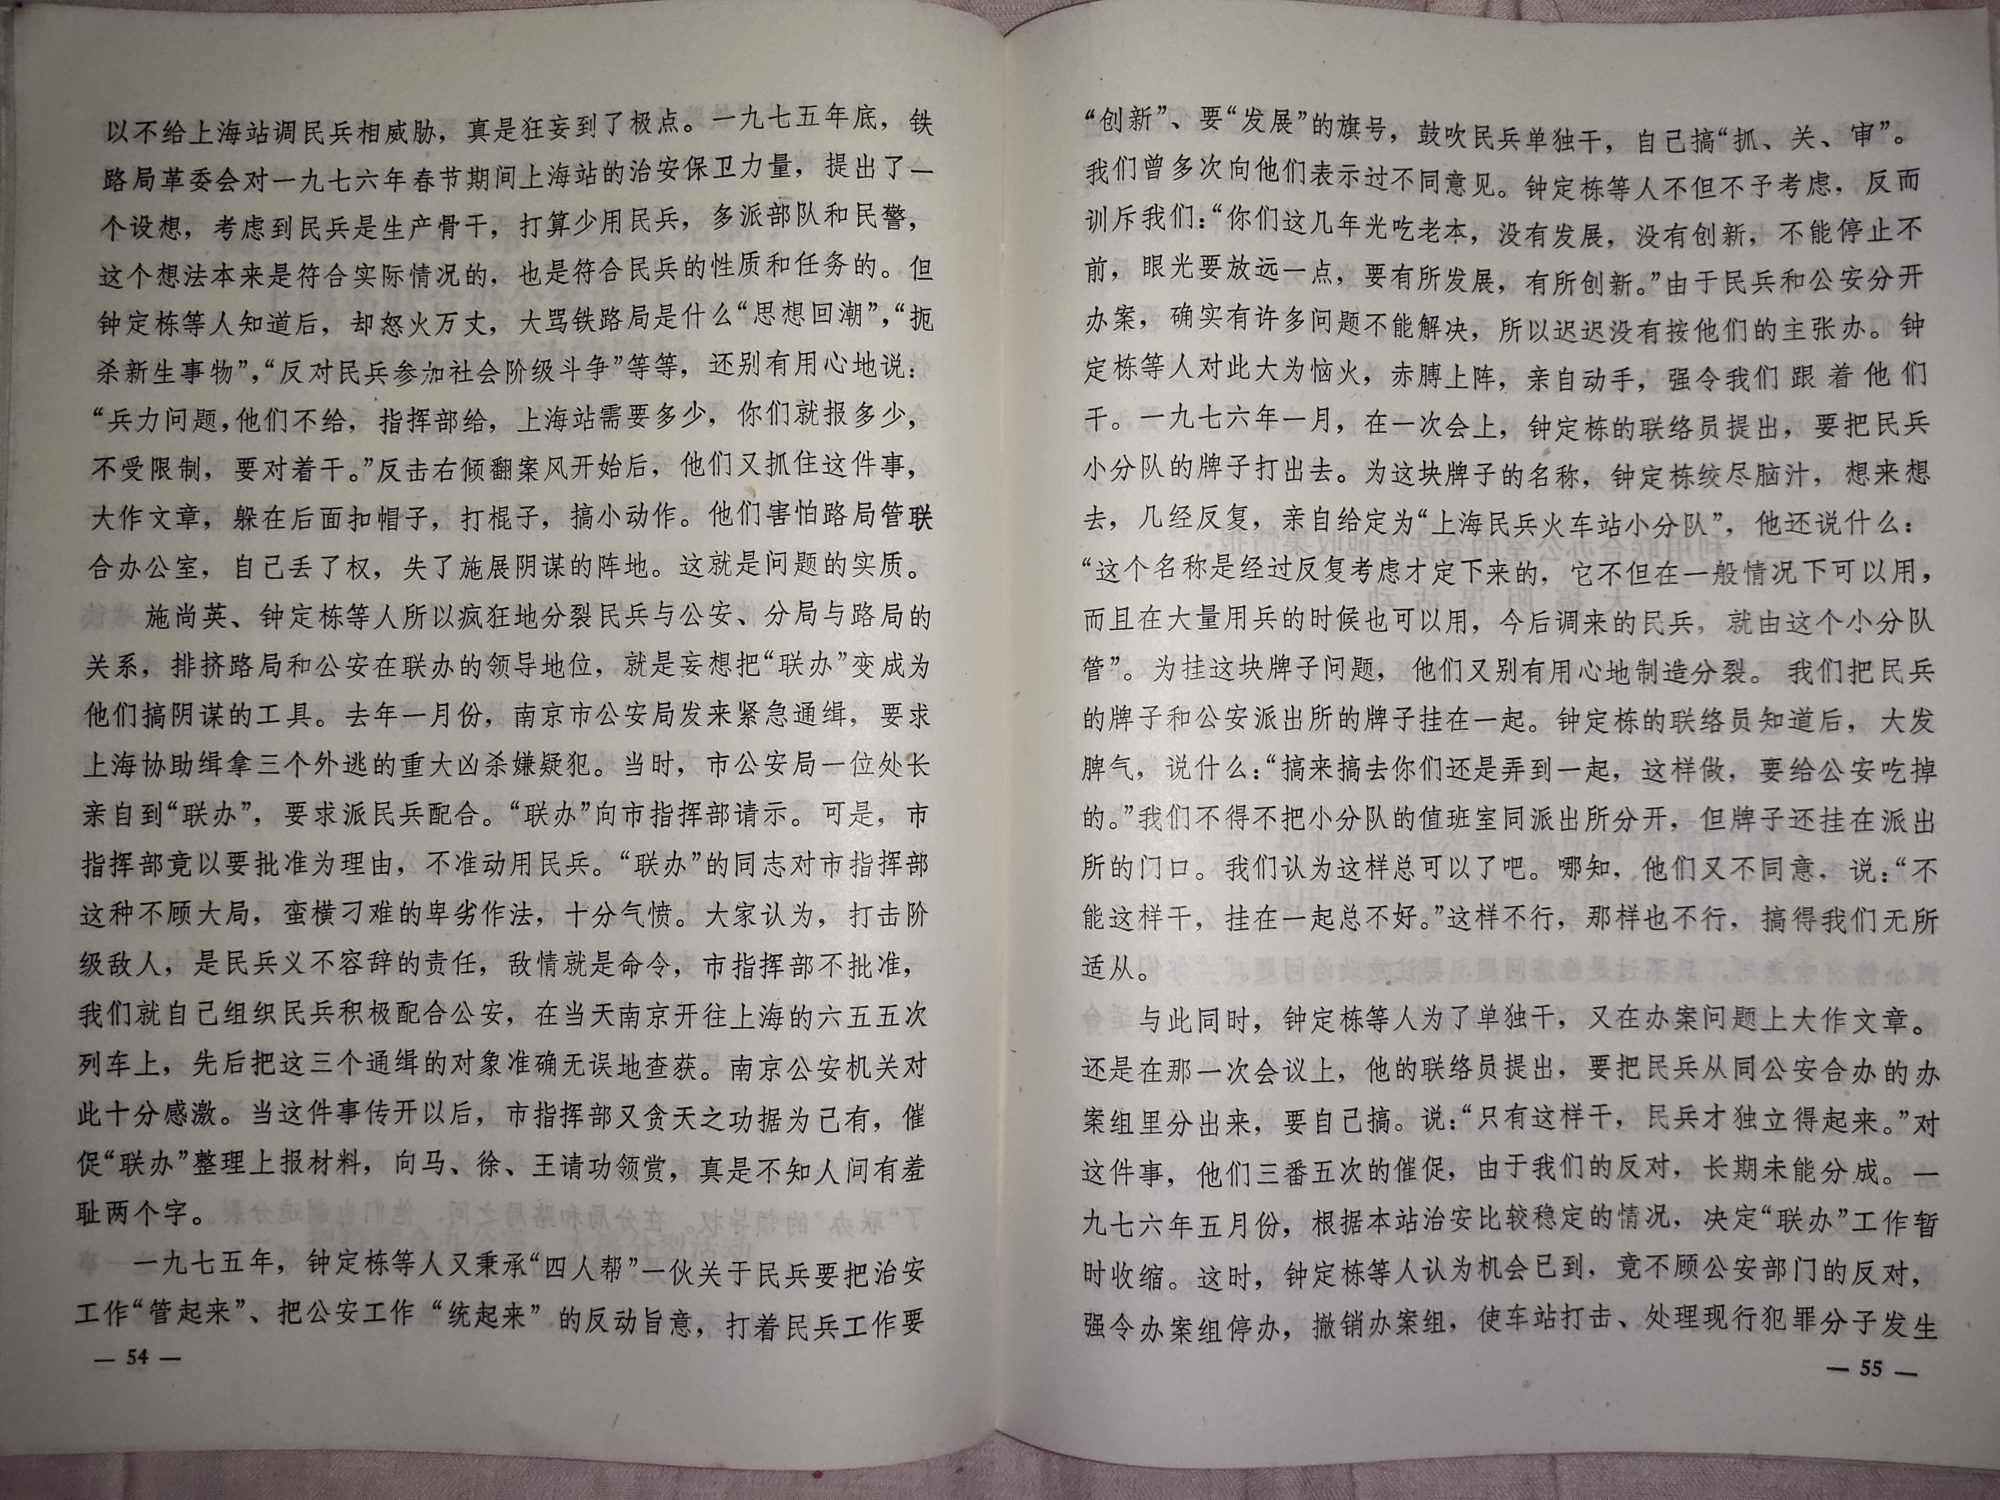 以不给上海站调民兵相威胁，真是狂妄到了极点。一九七五年底，铁
路局革委会对一九七六年春节期间上海站的治安保卫力量，提出了一
个设想，考虑到民兵是生产骨干，打算少用民兵，多派部队和民警，
这个想法本来是符合实际情况的，也是符合民兵的性质和任务的。但
钟定栋等人知道后，却怒火万丈，大骂铁路局是什么“思想回潮”，“扼
杀新生事物”，“反对民兵参加社会阶级斗争”等等，还别有用心地说：
“兵力问题，他们不给，指挥部给，上海站需要多少，你们就报多少，
不受限制，要对着干。”反击右倾翻案风开始后，他们又抓住这件事，
大作文章，躲在后面扣帽子，打棍子，搞小动作。他们害怕路局管联
合办公室，自己丢了权，失了施展阴谋的阵地。这就是问题的实质。
施尚英、钟定栋等人所以疯狂地分裂民兵与公安、分局与路局的
关系，排挤路局和公安在联办的领导地位，就是妄想把“联办”变成为
他们搞阴谋的工具。去年一月份，南京市公安局发来紧急通缉，要求
上海协助缉拿三个外逃的重大凶杀嫌疑犯。当时，市公安局一位处长
亲自到“联办”，要求派民兵配合。“联办”向市指挥部请示。可是，市
指挥部竟以要批准为理由，不准动用民兵。“联办”的同志对市指挥部
这种不顾大局，蛮横刁难的卑劣作法，十分气愤。大家认为，打击阶
级敌人，是民兵义不容辞的责任，敌情就是命令，市指挥部不批准，
我们就自己组织民兵积极配合公安，在当天南京开往上海的六五五次
列车上，先后把这三个通缉的对象准确无误地查获。南京公安机关对
此十分感激。当这件事传开以后，市指挥部又贪天之功据为己有，催
促“联办”整理上报材料，向马、徐、王请功领赏，真是不知人间有羞
耻两个字。
一九七五年，钟定栋等人又秉承“四人帮”一伙关于民兵要把治安
工作“管起来”、把公安工作“统起来”的反动旨意，打着民兵工作要
— 54 —
“创新”、要“发展”的旗号，鼓吹民兵单独干，自己搞“抓、关、审”。
我们曾多次向他们表示过不同意见。钟定栋等人不但不予考虑，反而
训斥我们：“你们这几年光吃老本，没有发展，没有创新，不能停止不
前，眼光要放远一点，要有所发展，有所创新。”由于民兵和公安分开
办案，确实有许多问题不能解决，所以迟迟没有按他们的主张办。钟
定栋等人对此大为恼火，赤膊上阵，亲自动手，强令我们跟着他们
干。一九七六年一月，在一次会上，钟定栋的联络员提出，要把民兵
小分队的牌子打出去。为这块牌子的名称，钟定栋绞尽脑汁，想来想
去，几经反复，亲自给定为“上海民兵火车站小分队”，他还说什么：
“这个名称是经过反复考虑才定下来的，它不但在一般情况下可以用，
而且在大量用兵的时候也可以用，今后调来的民兵，就由这个小分队
管”。为挂这块牌子问题，他们又别有用心地制造分裂。我们把民兵
的牌子和公安派出所的牌子挂在一起。钟定栋的联络员知道后，大发
脾气，说什么：“搞来搞去你们还是弄到一起，这样做，要给公安吃掉
的。”我们不得不把小分队的值班室同派出所分开，但牌子还挂在派出
所的门口。我们认为这样总可以了吧。哪知，他们又不同意，说：“不
能这样干，挂在一起总不好。”这样不行，那样也不行，搞得我们无所
适从。
与此同时，钟定栋等人为了单独干，又在办案问题上大作文章。
还是在那一次会议上，他的联络员提出，要把民兵从同公安合办的办
案组里分出来，要自己搞。说：“只有这样干，民兵才独立得起来。”对
这件事，他们三番五次的催促，由于我们的反对，长期未能分成。一
九七六年五月份，根据本站治安比较稳定的情况，决定“联办”工作暂
时收缩。这时，钟定栋等人认为机会已到，竟不顾公安部门的反对，
强令办案组停办，撤销办案组，使车站打击、处理现行犯罪分子发生
— 55 —